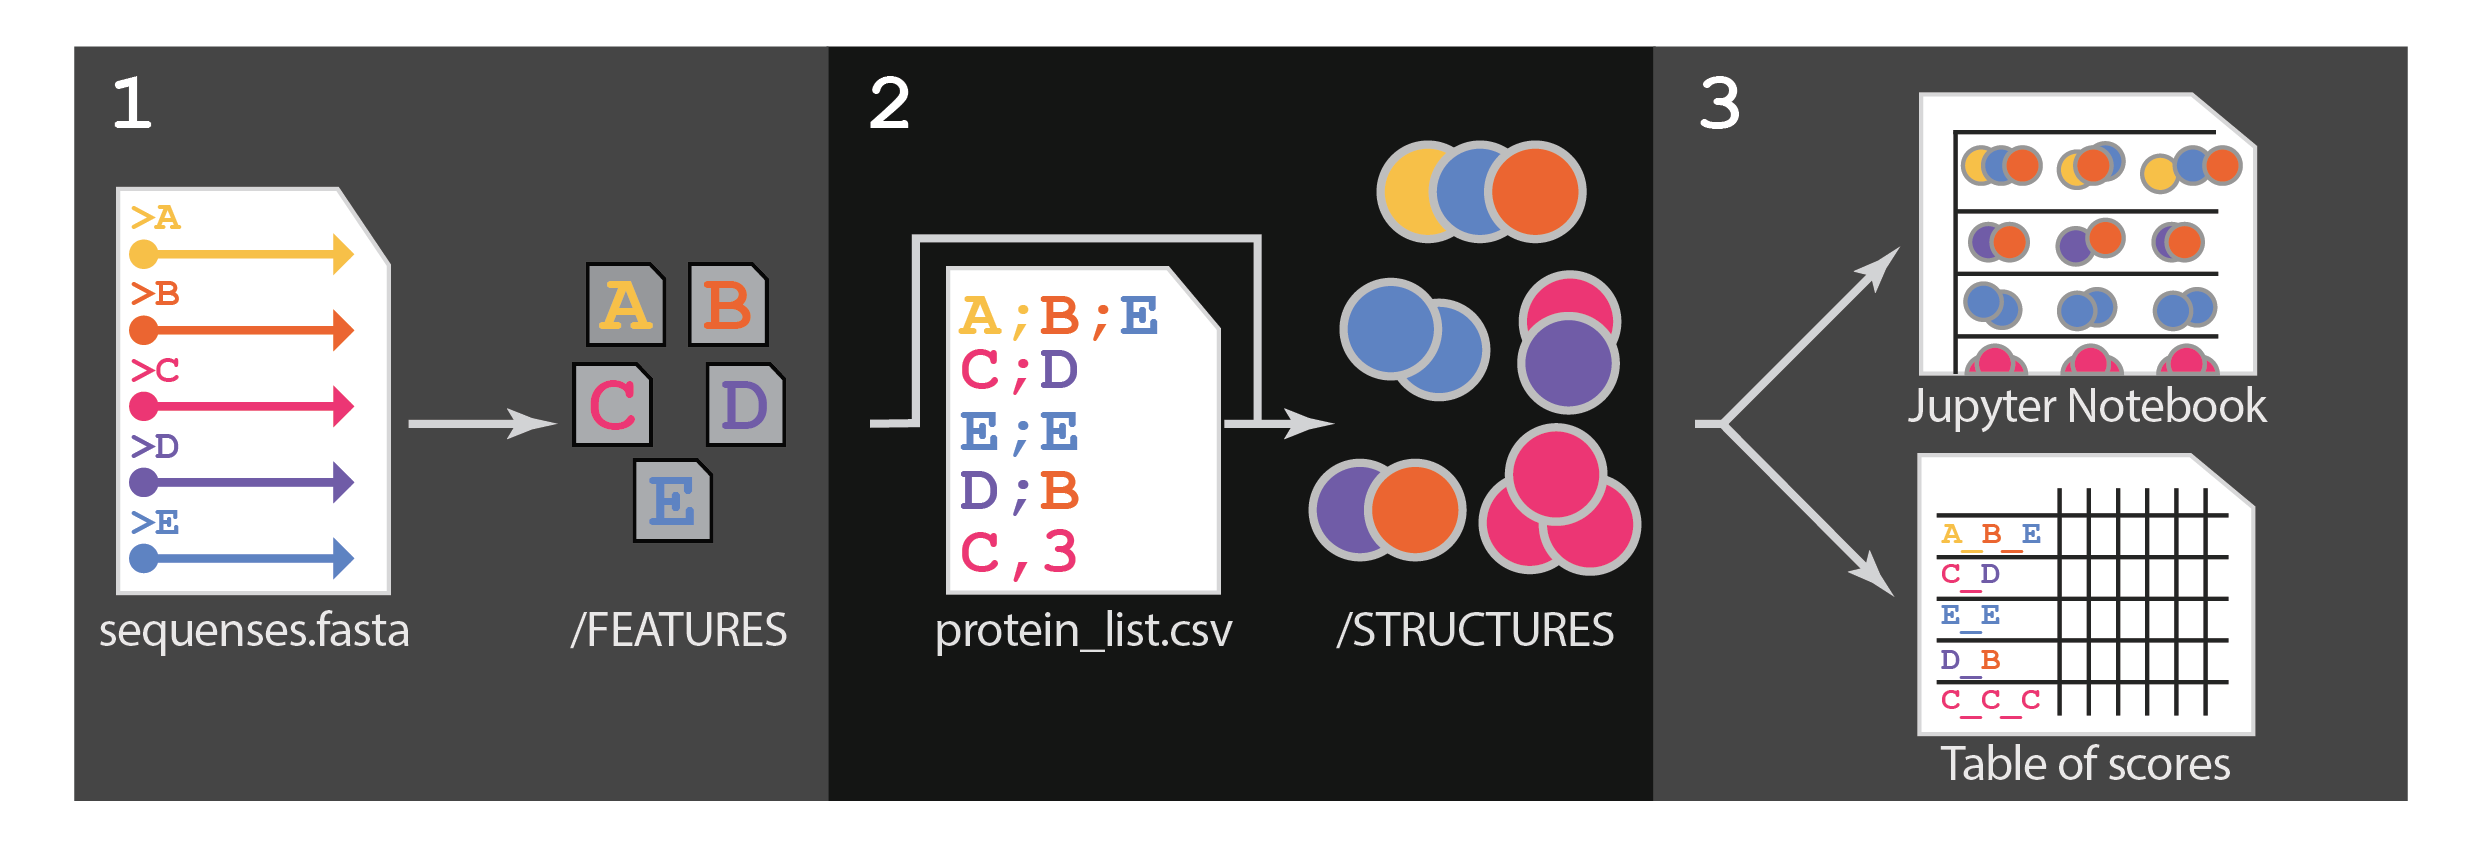 1
>A
>B
>C
>D
>E
sequenses.fasta
A B
C D
E
/FEATURES
2
A;B;E
C;D
E;E
D;B
C,3
protein_list.csv
/STRUCTURES
3
Jupyter Notebook
A_B_E
C_D
E_E
D_B
C_C_C
Table of scores